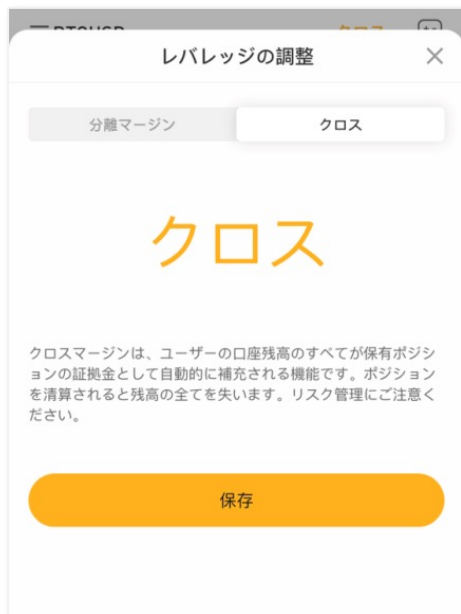 クロス
レバレッジの調整
分離マージン
クロス
クロス
クロスマージンは、ユーザーの口座残高のすべてが保有ポジシ
ョンの証拠金として自動的に補充される機能です。ポジション
を清算されると残高の全てを失います。リスク管理にご注意く
ださい。
保存